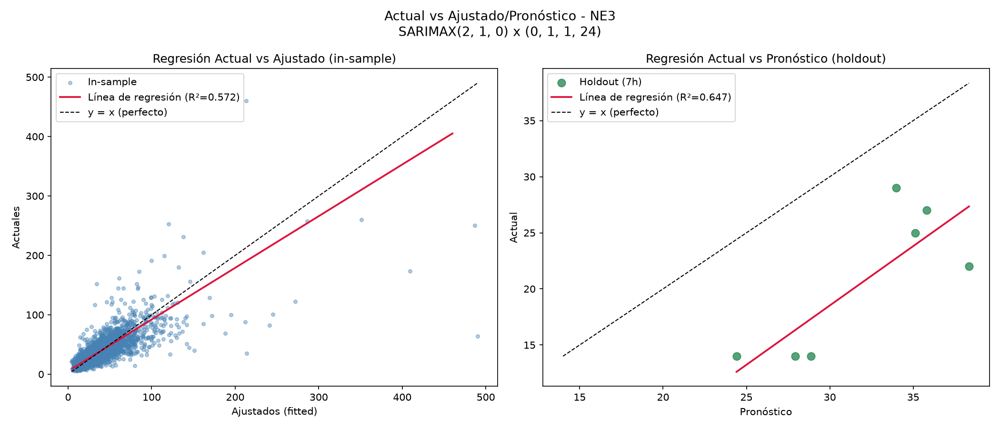 Actual vs Ajustado/Pronóstico - NE3
SARIMAX(2, 1, 0) x (0, 1, 1, 24)
Regresión Actual vs Ajustado (in-sample)
In-sample
Línea de regresión (R²=0.572)
y = x (perfecto)
500
400
300
200
100
0
Actuales
0 100 200 300 400 500
Ajustados (fitted)
Regresión Actual vs Pronóstico (holdout)
Holdout (7h)
Línea de regresión (R²=0.647)
y = x (perfecto)
35
30
25
20
15
Actual
15 20 25 30 35
Pronóstico